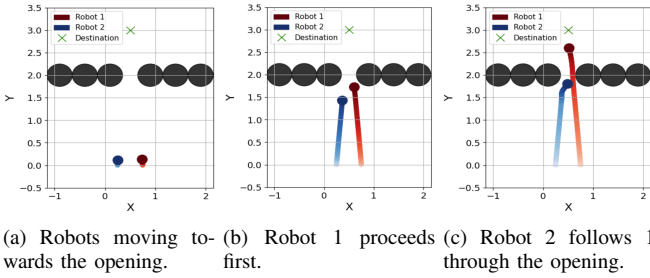 3.5
3.0
2.5
2.0
1.5
1.0
0.5
0.0
−0.5
Y
−1
0
1
2
X
Robot 1
Robot 2
Destination
3.5
3.0
2.5
2.0
1.5
1.0
0.5
0.0
−0.5
Y
−1
0
1
2
X
Robot 1
Robot 2
Destination
3.5
3.0
2.5
2.0
1.5
1.0
0.5
0.0
−0.5
Y
−1
0
1
2
X
Robot 1
Robot 2
Destination
(a) Robots moving to-
wards the opening.
(b) Robot 1 proceeds
first.
(c) Robot 2 follows 1
through the opening.